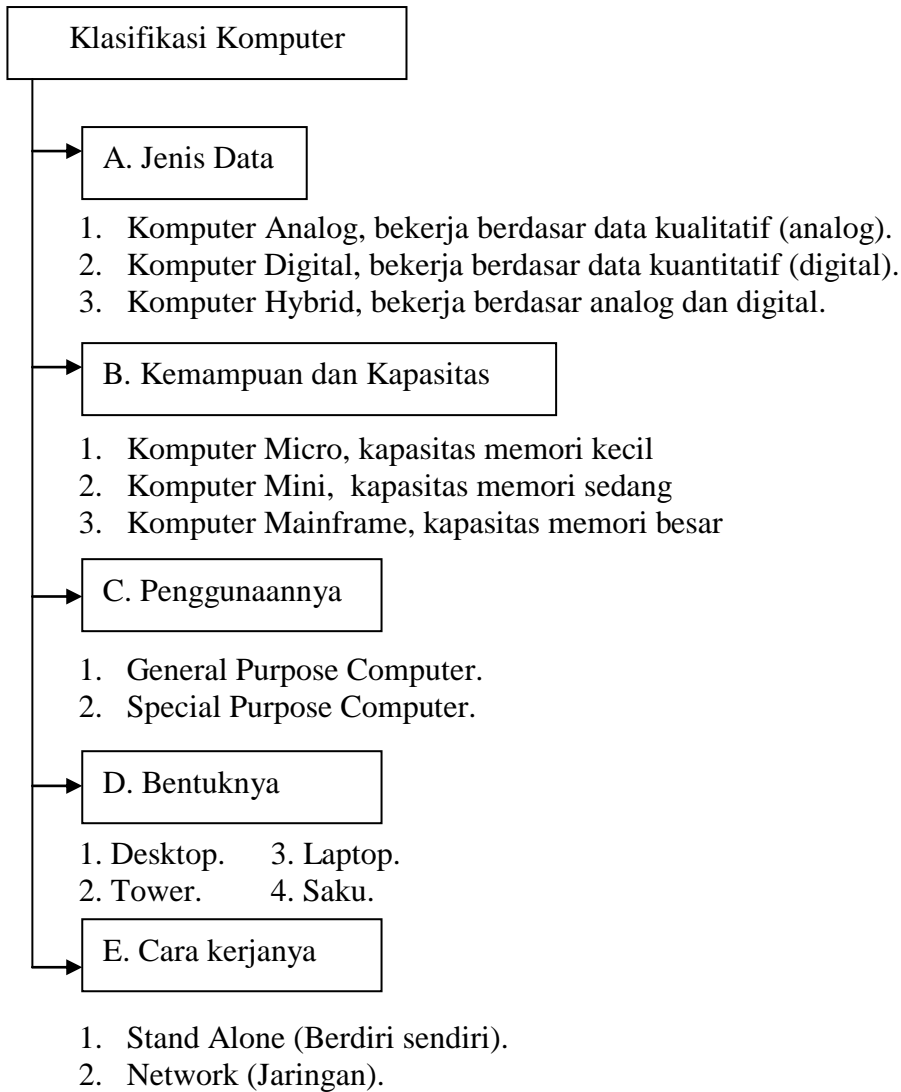 Klasifikasi Komputer
A. Jenis Data
1. Komputer Analog, bekerja berdasar data kualitatif (analog).
2. Komputer Digital, bekerja berdasar data kuantitatif (digital).
3. Komputer Hybrid, bekerja berdasar analog dan digital.
B. Kemampuan dan Kapasitas
1. Komputer Micro, kapasitas memori kecil
2. Komputer Mini, kapasitas memori sedang
3. Komputer Mainframe, kapasitas memori besar
C. Penggunaannya
1. General Purpose Computer.
2. Special Purpose Computer.
D. Bentuknya
1. Desktop. 3. Laptop.
2. Tower. 4. Saku.
E. Cara kerjanya
1. Stand Alone (Berdiri sendiri).
2. Network (Jaringan).